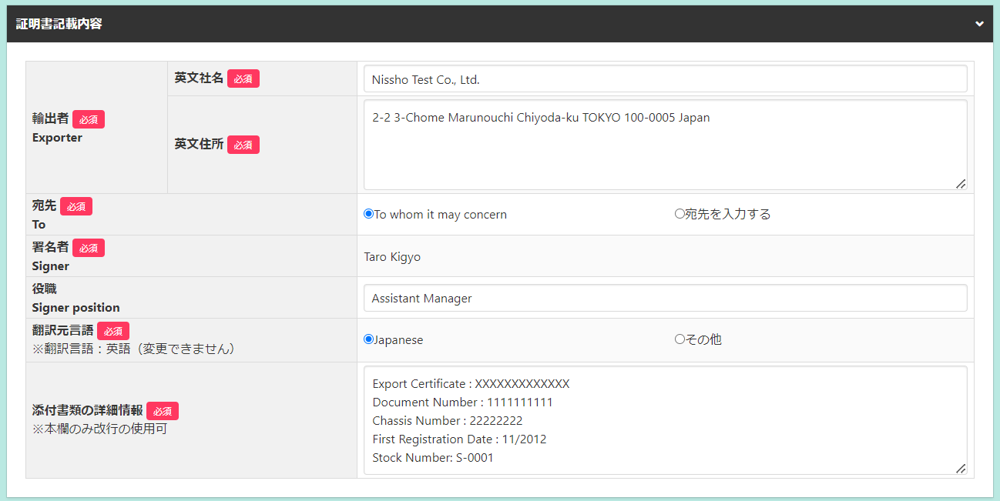 証明書記載内容
輸出者 必須
Exporter
英文社名 必須
Nissho Test Co., Ltd.
英文住所 必須
2-2 3-Chome Marunouchi Chiyoda-ku TOKYO 100-0005 Japan
宛先 必須
To
To whom it may concern
宛先を入力する
署名者 必須
Signer
Taro Kigyo
役職
Signer position
Assistant Manager
翻訳元言語 必須
※翻訳言語：英語（変更できません）
Japanese
その他
添付書類の詳細情報 必須
※本欄のみ改行の使用可
Export Certificate : XXXXXXXXXXXXX
Document Number : 1111111111
Chassis Number : 22222222
First Registration Date : 11/2012
Stock Number: S-0001